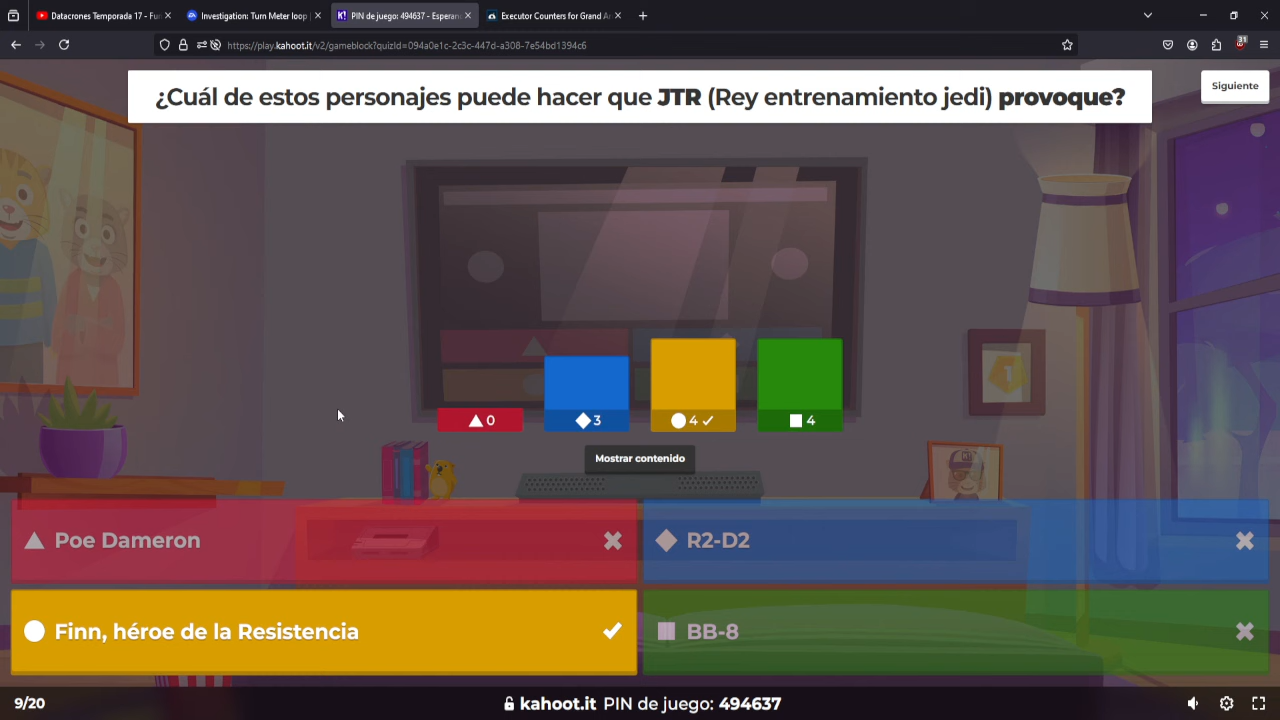 Datacrones Temporada 17 - Fu
Investigation: Turn Meter loop |
PIN de juego: 494637 - Esperan
Executor Counters for Grand Ar
https://play.kahoot.it/v2/gameblock?quizId=094a0e1c-2c3c-447d-a308-7e54bd1394c6
31
¿Cuál de estos personajes puede hacer que JTR (Rey entrenamiento jedi) provoque?
Siguiente
1
0
3
4
4
Mostrar contenido
Poe Dameron
R2-D2
Finn, héroe de la Resistencia
BB-8
9/20
kahoot.it PIN de juego: 494637